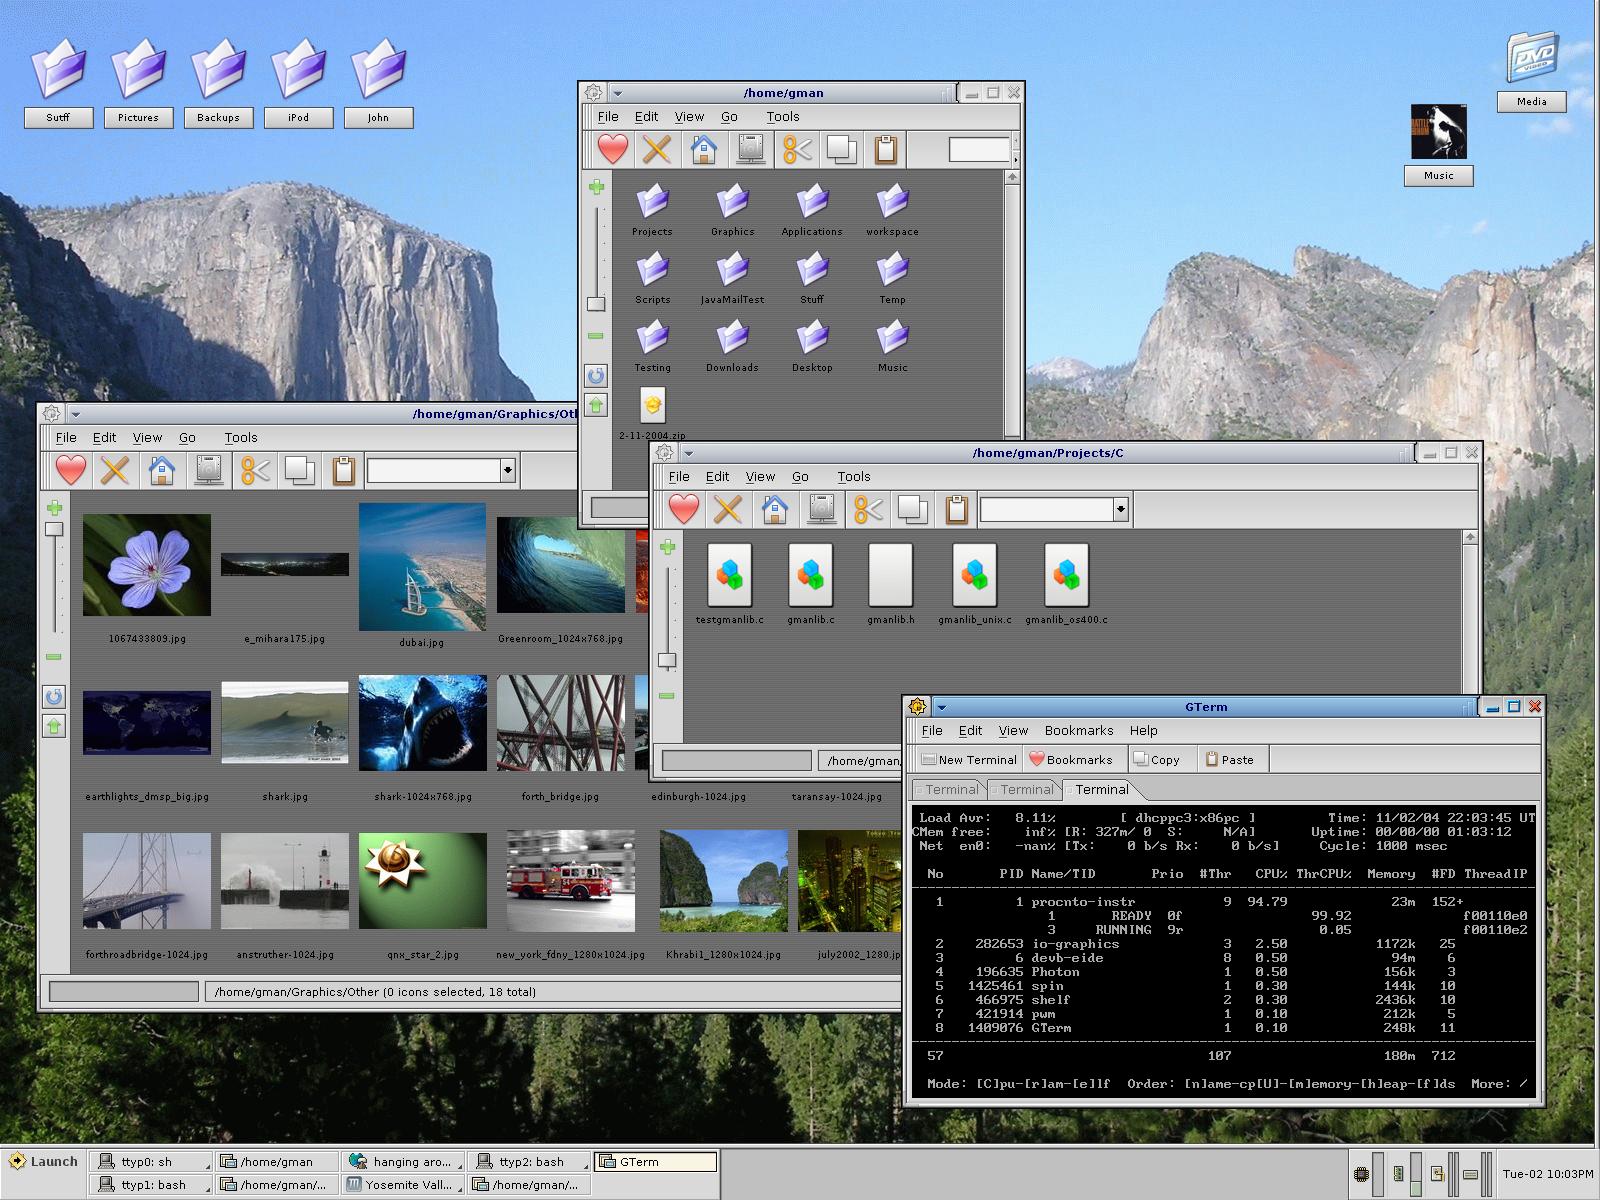 Sutff
Pictures
Backups
iPod
John
Media
Music
/home/gman
File Edit View Go Tools
Projects Graphics Applications workspace
Scripts JavaMailTest Stuff Temp
Testing Downloads Desktop Music
2-11-2004.zip
/home/gman/Graphics/Oth
File Edit View Go Tools
1067433809.jpg e_mihara175.jpg dubai.jpg Greenroom_1024x768.jpg
earthlights_dmsp_big.jpg shark.jpg shark-1024x768.jpg forth_bridge.jpg edinburgh-1024.jpg taransay-1024.jpg
forthroadbridge-1024.jpg anstruther-1024.jpg qnx_star_2.jpg new_york_fdny_1280x1024.jpg Khrabi1_1280x1024.jpg july2002_1280.jp
/home/gman/Graphics/Other (0 icons selected, 18 total)
/home/gman/Projects/C
File Edit View Go Tools
testgmanlib.c gmanlib.c gmanlib.h gmanlib_unix.c gmanlib_os400.c
/home/gman,
GTerm
File Edit View Bookmarks Help
New Terminal Bookmarks Copy Paste
Terminal Terminal Terminal
Load Avr: 8.11% [ dhcppc3:x86pc ] Time: 11/02/04 22:03:45 UT
CMem free: inf% [R: 327m/ 0 S: N/A] Uptime: 00/00/00 01:03:12
Net en0: -nan% [Tx: 0 b/s Rx: 0 b/s] Cycle: 1000 msec
No PID Name/TID Prio #Thr CPU% ThrCPU% Memory #FD ThreadIP
1 1 procnto-instr 9 94.79 23m 152+
1 READY 0f 99.92 f00110e0
3 RUNNING 9r 0.05 f00110e2
2 282653 io-graphics 3 2.50 1172k 25
3 6 devb-eide 8 0.50 94m 6
4 196635 Photon 1 0.50 156k 3
5 1425461 spin 1 0.30 144k 10
6 466975 shelf 2 0.30 2436k 10
7 421914 pwm 1 0.10 212k 5
8 1409076 GTerm 1 0.10 248k 11
57 107 180m 712
Mode: [C]pu-[r]am-[e]lf Order: [n]ame-cp[U]-[m]emory-[h]eap-[f]ds More: /
Launch
ttyp0: sh /home/gman hanging aro... ttyp2: bash GTerm
ttyp1: bash /home/gman/... Yosemite Vall... /home/gman/...
Tue-02 10:03PM